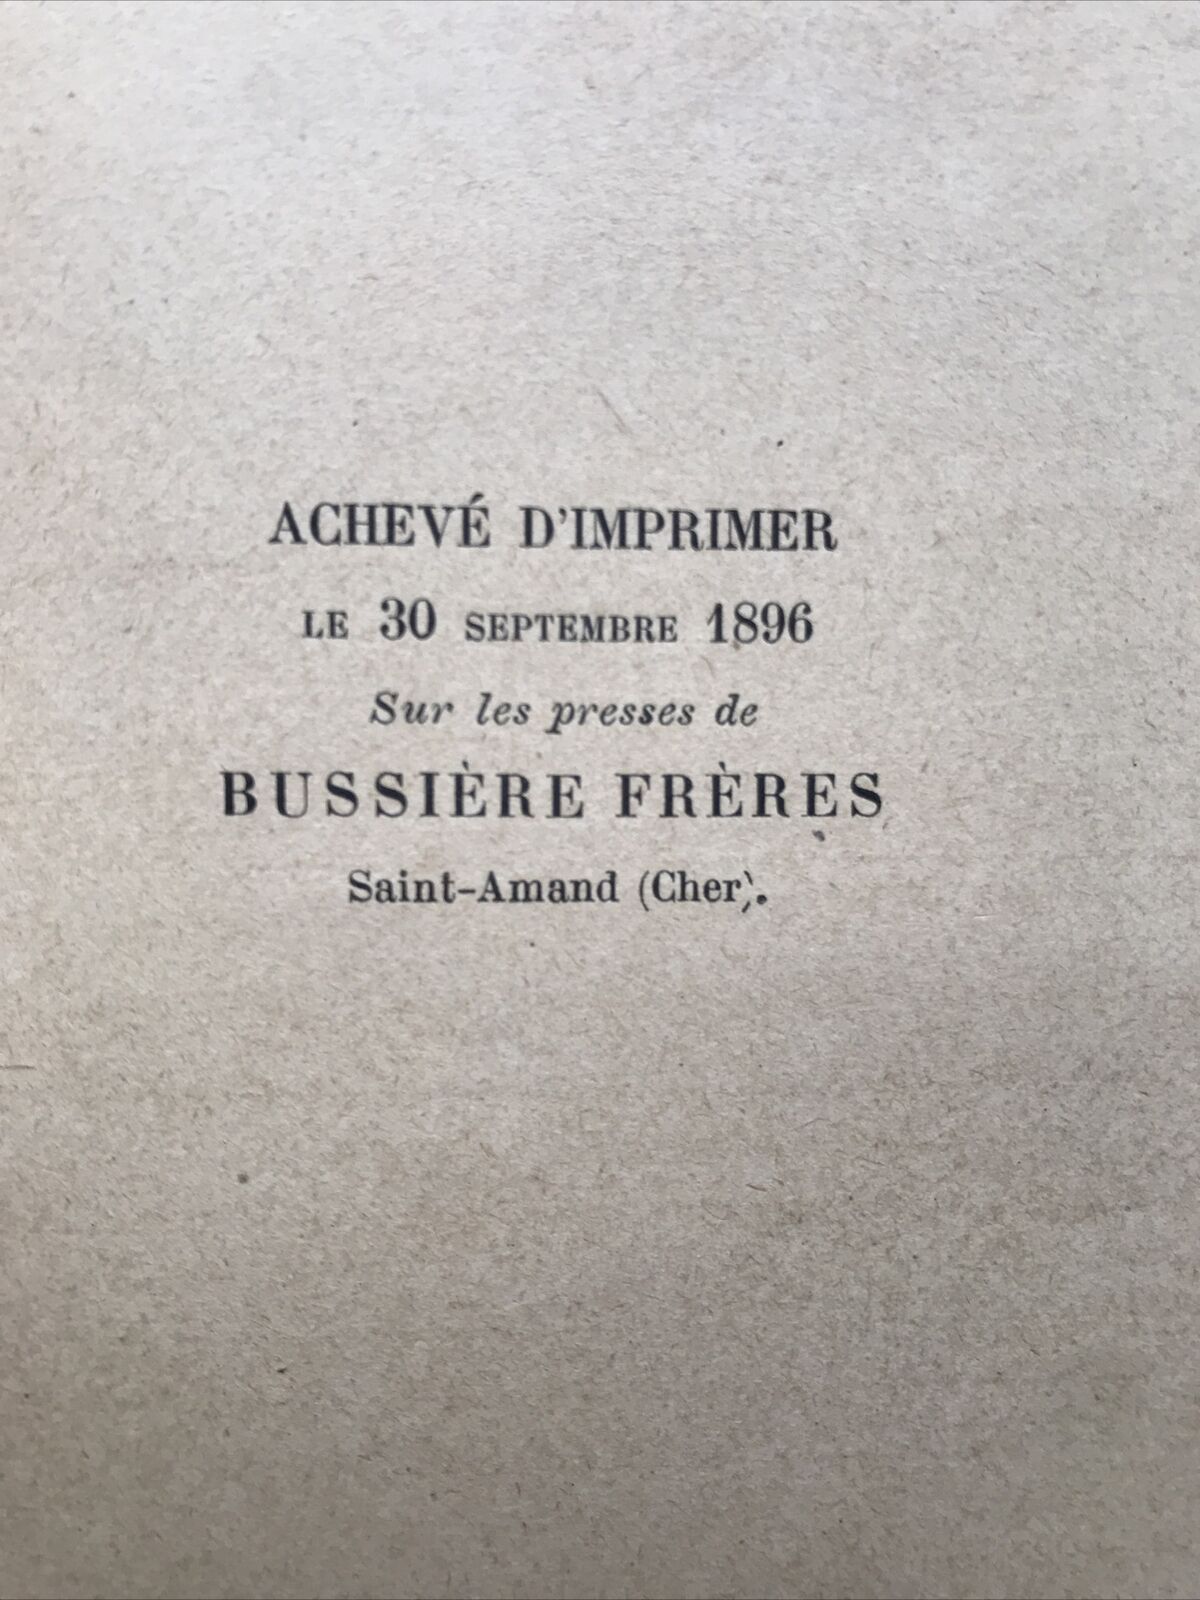 ACHEVÉ D'IMPRIMER
LE 30 SEPTEMBRE 1896
Sur les presses de
BUSSIÈRE FRÈRES
Saint-Amand (Cher).